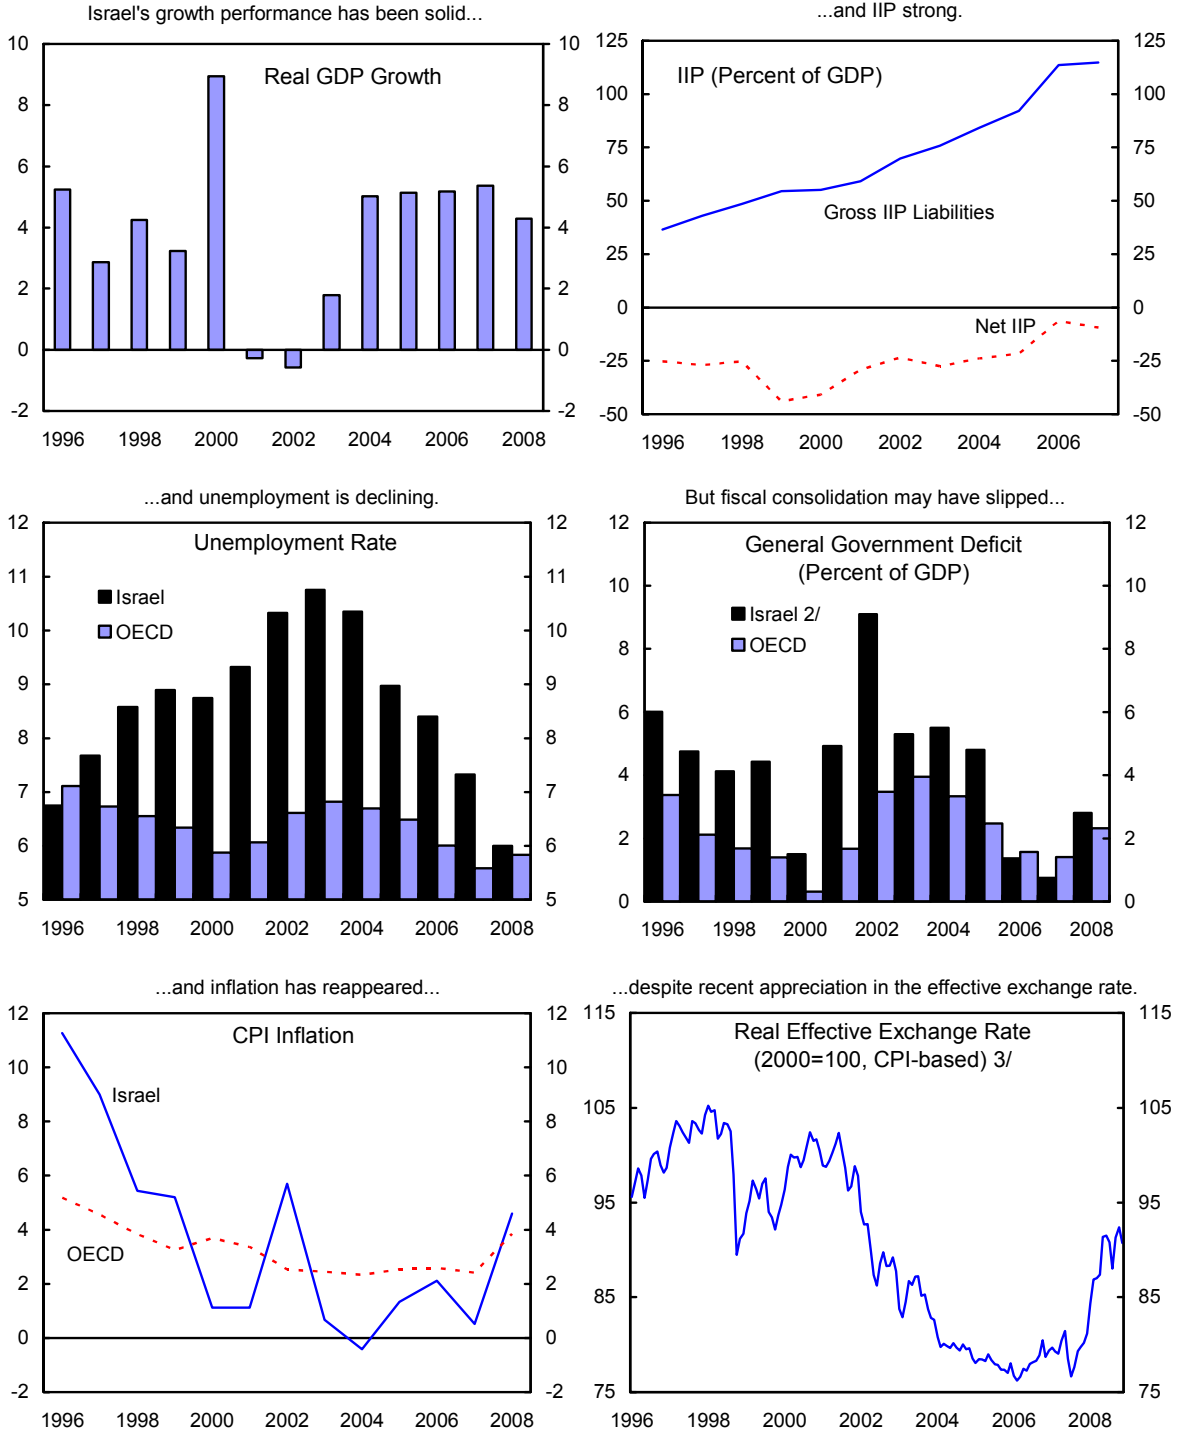 Israel's growth performance has been solid...
Real GDP Growth
10 10
8 8
6 6
4 4
2 2
0 0
-2 -2
1996 1998 2000 2002 2004 2006 2008
...and IIP strong.
IIP (Percent of GDP)
125 125
100 100
75 75
50 50
Gross IIP Liabilities
25 25
0 0
Net IIP
-25 -25
-50 -50
1996 1998 2000 2002 2004 2006
...and unemployment is declining.
Unemployment Rate
12 12
11 11
Israel
10 10
OECD
9 9
8 8
7 7
6 6
5 5
1996 1998 2000 2002 2004 2006 2008
But fiscal consolidation may have slipped...
General Government Deficit
(Percent of GDP)
12 12
10 10
Israel 2/
OECD
8 8
6 6
4 4
2 2
0 0
1996 1998 2000 2002 2004 2006 2008
...and inflation has reappeared...
CPI Inflation
12 12
10 10
Israel
8 8
6 6
4 4
OECD
2 2
0 0
-2 -2
1996 1998 2000 2002 2004 2006 2008
...despite recent appreciation in the effective exchange rate.
Real Effective Exchange Rate
(2000=100, CPI-based) 3/
115 115
105 105
95 95
85 85
75 75
1996 1998 2000 2002 2004 2006 2008